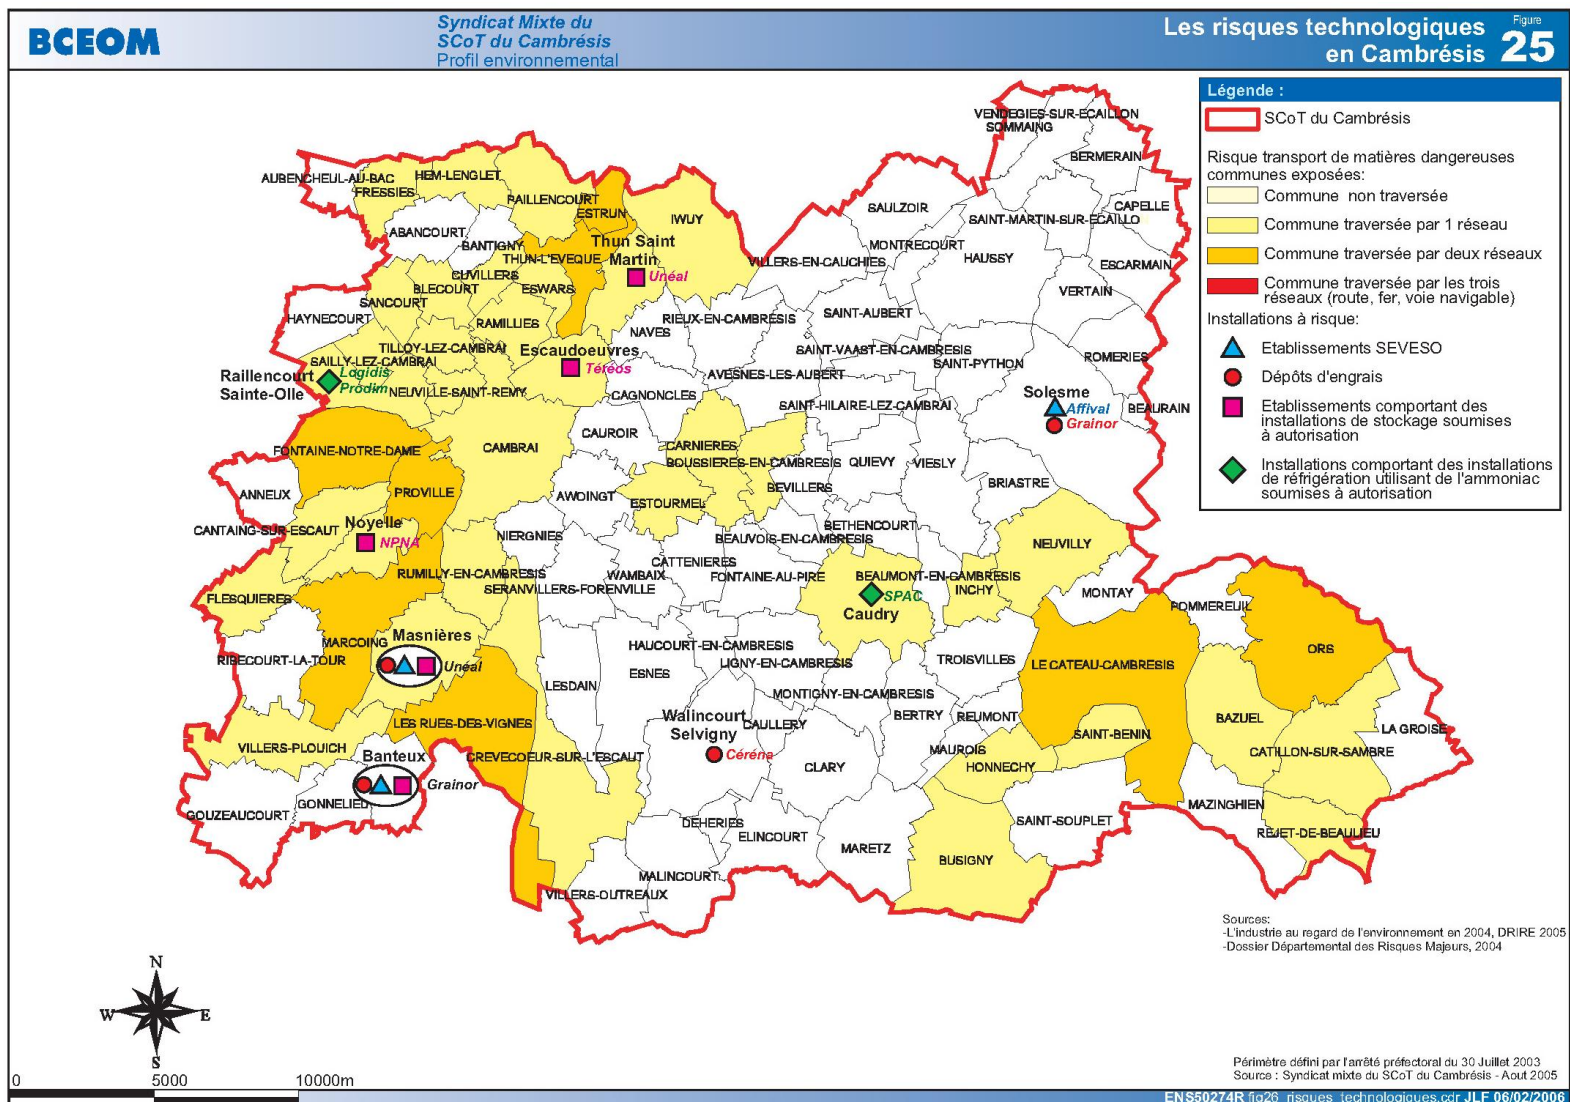 BCEOM
Syndicat Mixte du
SCoT du Cambrésis
Profil environnemental
Les risques technologiques
en Cambrésis
Figure
25
Légende :
SCoT du Cambrésis
Risque transport de matières dangereuses
communes exposées:
Commune non traversée
Commune traversée par 1 réseau
Commune traversée par deux réseaux
Commune traversée par les trois
réseaux (route, fer, voie navigable)
Installations à risque:
Etablissements SEVESO
Dépôts d'engrais
Etablissements comportant des
installations de stockage soumises
à autorisation
Installations comportant des installations
de réfrigération utilisant de l'ammoniac
soumises à autorisation
VENDEGIES-SUR-ECAILLON
SOMMAING
BERMERAIN
AUBENCHEUL-AU-BAC
HEM-LENGLET
FRESSIES
PAILLENCOURT
ESTRUN
IWUY
SAULZOIR
CAPELLE
SAINT-MARTIN-SUR-ECAILLO
ABANCOURT
BANTIGNY
Thun Saint
Martin
Unéal
THUN-L'EVEQUE
MONTRECOURT
HAUSSY
VILLERS-EN-CAUCHIES
ESCARMAIN
CUVILLERS
BLECOURT
ESWARS
VERTAIN
SANCOURT
HAYNECOURT
RAMILLIES
NAVES
RIEUX-EN-CAMBRESIS
SAINT-AUBERT
TILLOY-LEZ-CAMBRAI
SAILLY-LEZ-CAMBRAI
Escaudoeuvres
Téréos
SAINT-VAAST-EN-CAMBRESIS
SAINT-PYTHON
ROMERIES
Raillencourt
Sainte-Olle
Logidis
Prodim
NEUVILLE-SAINT-REMY
CAGNONCLES
AVESNES-LES-AUBERT
SAINT-HILAIRE-LEZ-CAMBRAI
Solesme
Affival
Grainor
BEAURAIN
FONTAINE-NOTRE-DAME
CAMBRAI
CAUROIR
CARNIERES
BOUSSIERES-EN-CAMBRESIS
QUIEVY
VIESLY
ANNEUX
PROVILLE
AWOINGT
ESTOURMEL
BEVILLERS
BRIASTRE
CANTAING-SUR-ESCAUT
Noyelle
NPNA
NIERGNIES
BETHENCOURT
BEAUVOIS-EN-CAMBRESIS
NEUVILLY
CATTENIERES
RUMILLY-EN-CAMBRESIS
WAMBAIX
FONTAINE-AU-PIRE
BEAUMONT-EN-CAMBRESIS
SERANVILLERS-FORENVILLE
INCHY
MONTAY
FLESQUIERES
SPAC
Caudry
POMMEREUIL
MARCOING
Masnières
Unéal
RIBECOURT-LA-TOUR
HAUCOURT-EN-CAMBRESIS
LIGNY-EN-CAMBRESIS
TROISVILLES
LE CATEAU-CAMBRESIS
ORS
ESNES
LESDAIN
MONTIGNY-EN-CAMBRESIS
LES RUES-DES-VIGNES
Walincourt
Selvigny
Céréna
CAULLERY
BERTRY
REUMONT
BAZUEL
LA GROISE
SAINT-BENIN
VILLERS-PLOUICH
Banteux
Grainor
CREVECOEUR-SUR-L'ESCAUT
MAUROIS
HONNECHY
CATILLON-SUR-SAMBRE
CLARY
GONNELIEU
GOUZEAUCOURT
MAZINGHIEN
DEHERIES
ELINCOURT
SAINT-SOUPLET
REJET-DE-BEAULIEU
MARETZ
BUSIGNY
MALINCOURT
VILLERS-OUTREAUX
Sources:
-L'industrie au regard de l'environnement en 2004, DRIRE 2005
-Dossier Départemental des Risques Majeurs, 2004
N
W
E
S
0
5000
10000m
Périmètre défini par l'arrêté préfectoral du 30 Juillet 2003
Source : Syndicat mixte du SCoT du Cambrésis - Aout 2005
ENS50274R fig26_risques_technologiques.cdr JLF 06/02/2006